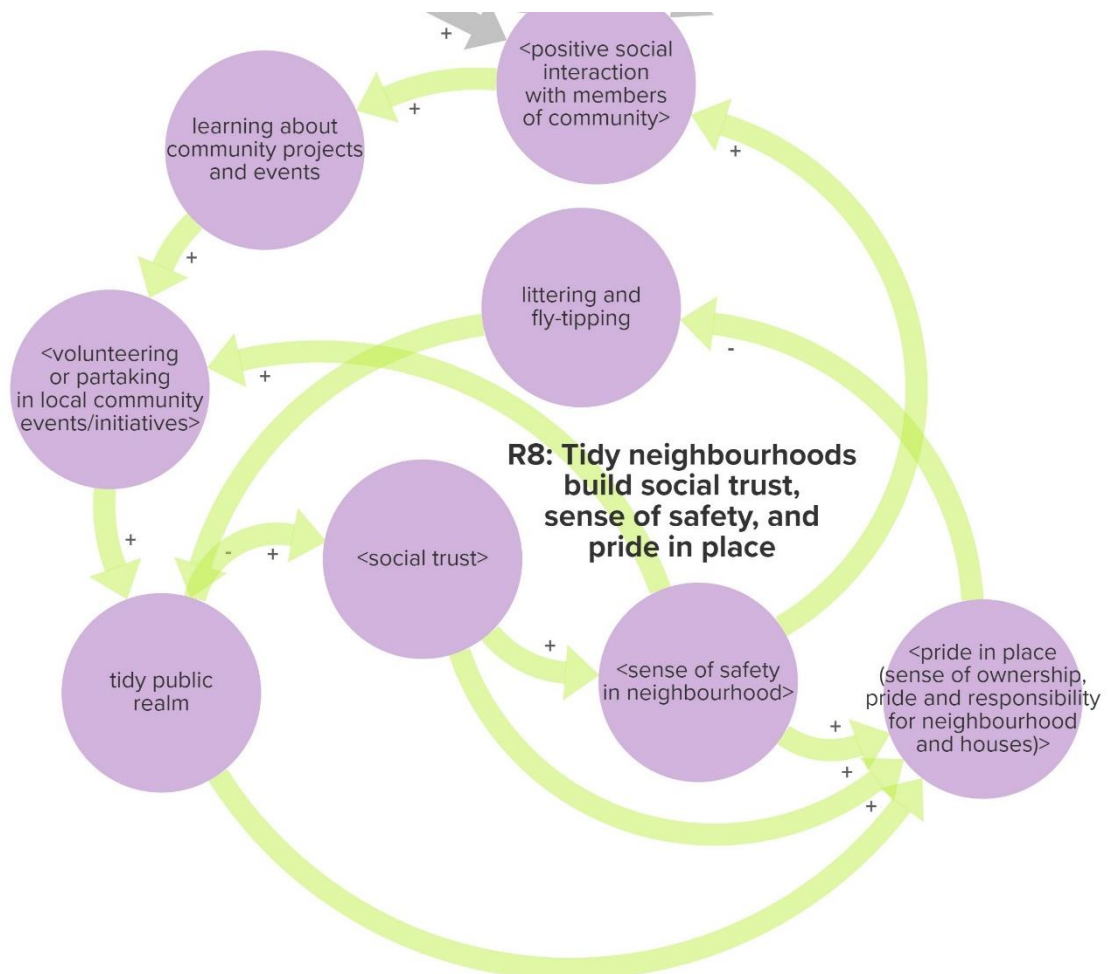 +
<positive social
interaction
with members
of community>
+
learning about
community projects
and events
+
+
littering and
fly-tipping
<volunteering
or partaking
in local community
events/initiatives>
+
-
R8: Tidy neighbourhoods
build social trust,
sense of safety, and
pride in place
+
-
+
<social trust>
+
<sense of safety
in neighbourhood>
<pride in place
(sense of ownership,
pride and responsibility
for neighbourhood
and houses)>
tidy public
realm
+
+
+